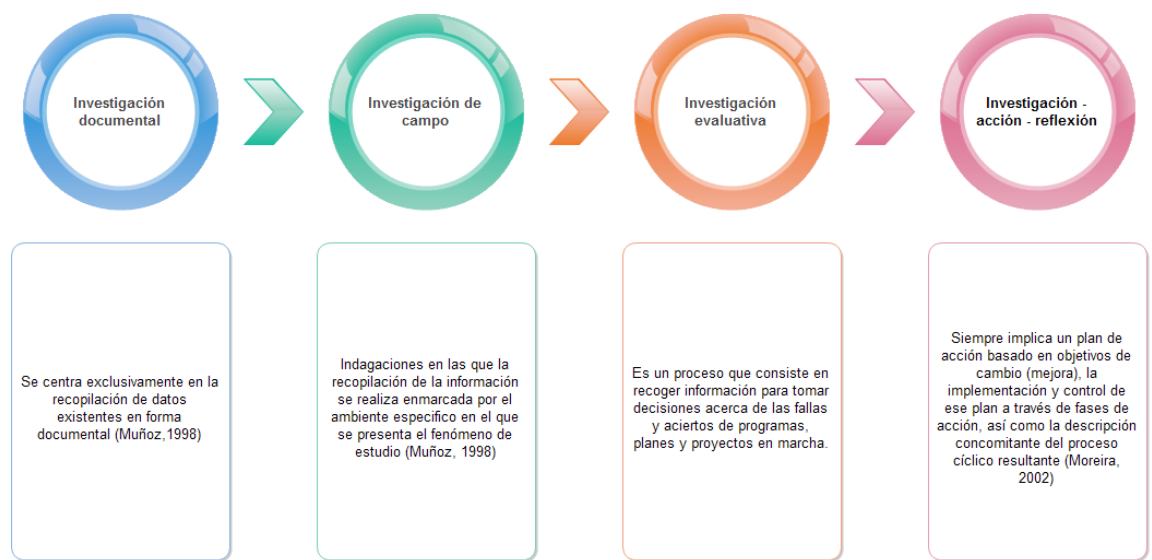 Investigación
documental
Investigación de
campo
Investigación
evaluativa
Investigación -
acción - reflexión
Se centra exclusivamente en la
recopilación de datos
existentes en forma
documental (Muñoz,1998)
Indagaciones en las que la
recopilación de la información
se realiza enmarcada por el
ambiente especifico en el que
se presenta el fenómeno de
estudio (Muñoz, 1998)
Es un proceso que consiste en
recoger información para tomar
decisiones acerca de las fallas
y aciertos de programas,
planes y proyectos en marcha.
Siempre implica un plan de
acción basado en objetivos de
cambio (mejora), la
implementación y control de
ese plan a través de fases de
acción, así como la descripción
concomitante del proceso
cíclico resultante (Moreira,
2002)